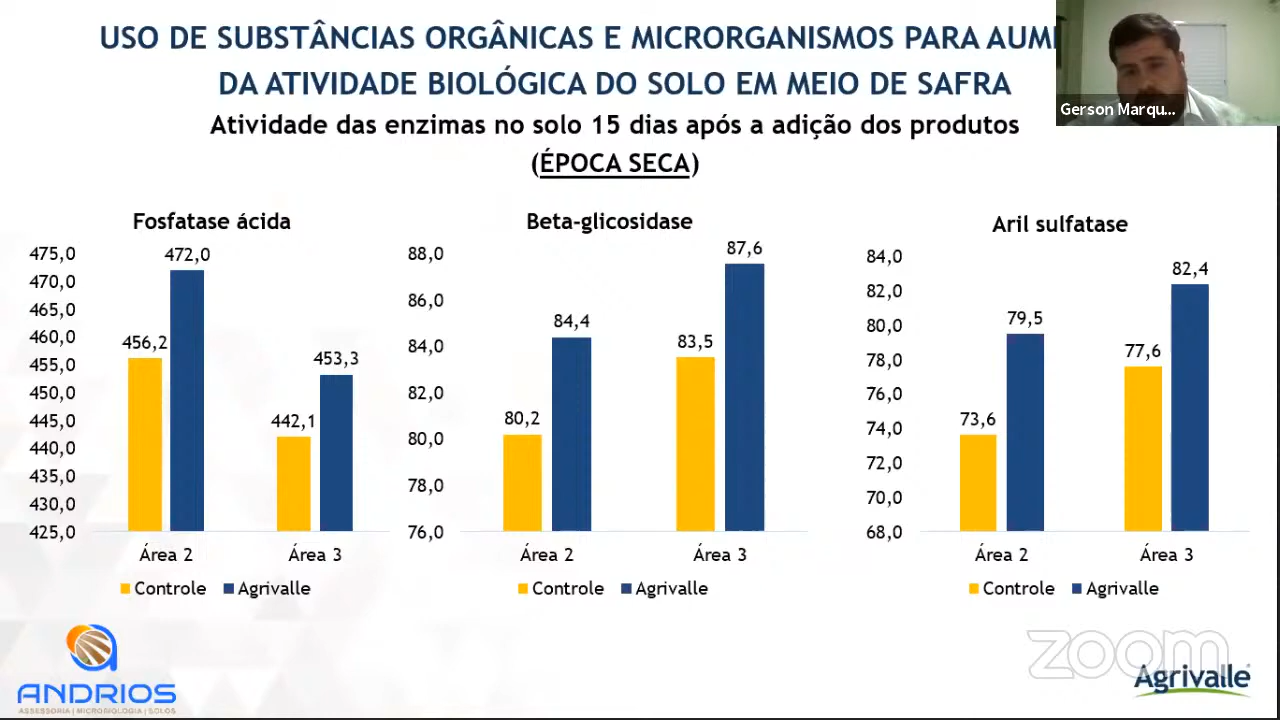 USO DE SUBSTÂNCIAS ORGÂNICAS E MICRORGANISMOS PARA AUM
DA ATIVIDADE BIOLÓGICA DO SOLO EM MEIO DE SAFRA
Atividade das enzimas no solo 15 dias após a adição dos produtos
(ÉPOCA SECA)
Gerson Marqu...
Fosfatase ácida
475,0
470,0
465,0
460,0
455,0
450,0
445,0
440,0
435,0
430,0
425,0
456,2
472,0
442,1
453,3
Área 2
Área 3
Controle
Agrivalle
Beta-glicosidase
88,0
86,0
84,0
82,0
80,0
78,0
76,0
80,2
84,4
83,5
87,6
Área 2
Área 3
Controle
Agrivalle
Aril sulfatase
84,0
82,0
80,0
78,0
76,0
74,0
72,0
70,0
68,0
73,6
79,5
77,6
82,4
Área 2
Área 3
Controle
Agrivalle
ANDRIOS
ASSESSORIA | MICROBIOLOGIA | SOLOS
zoom
Agrivalle